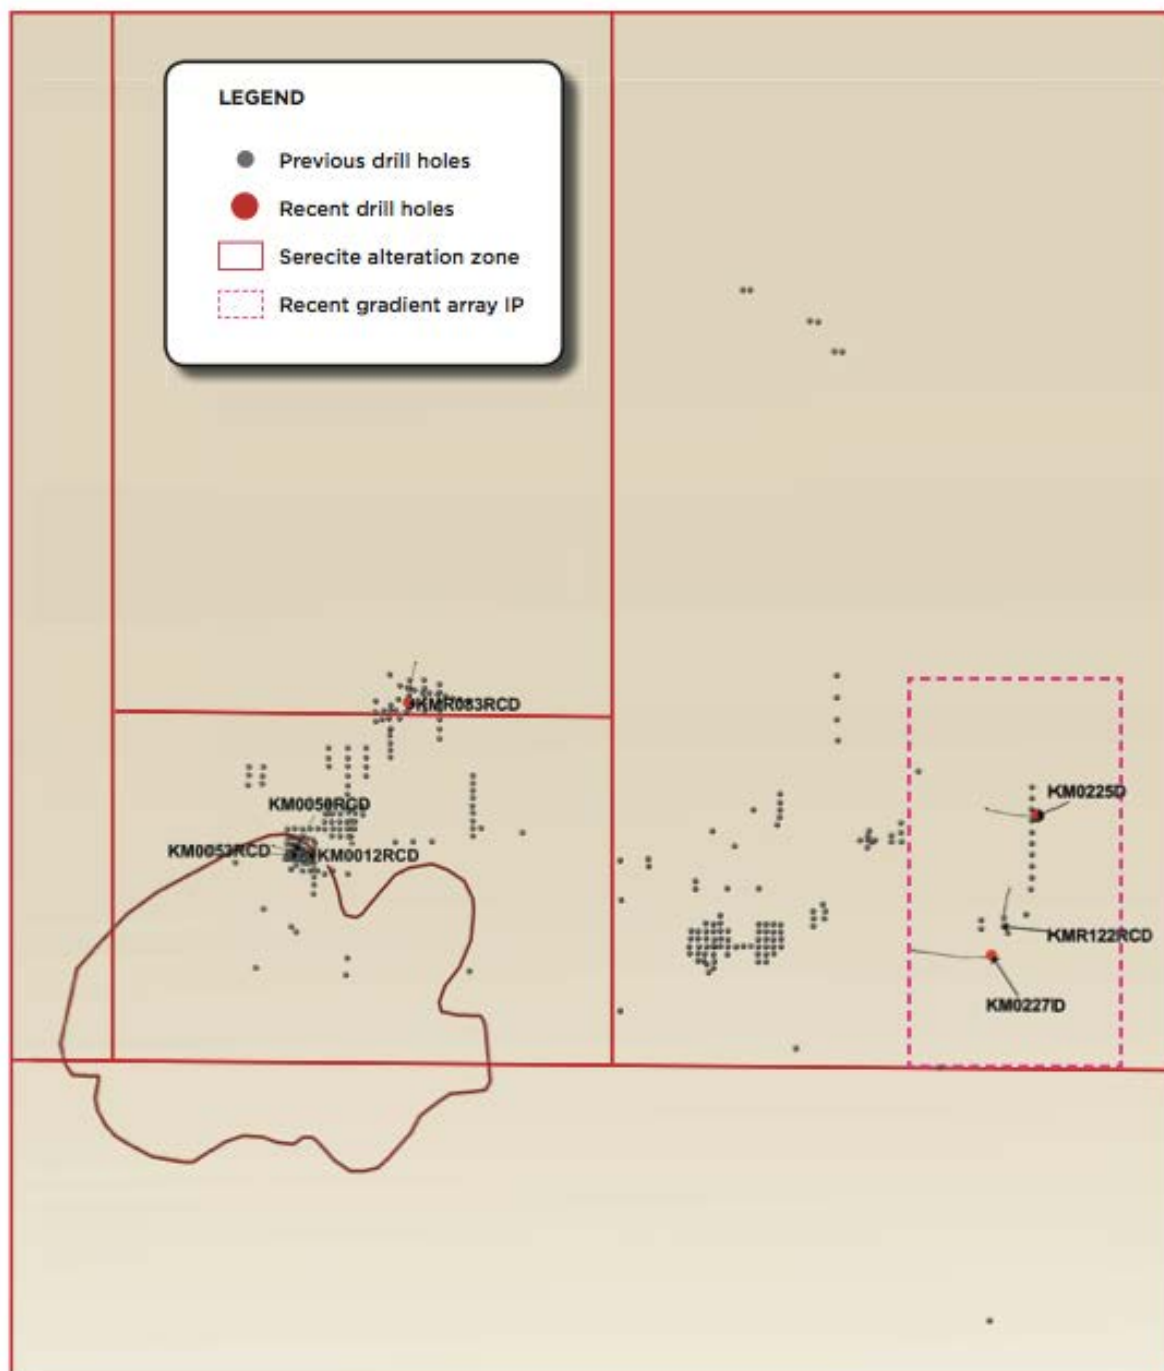 LEGEND
Previous drill holes
Recent drill holes
Serecite alteration zone
Recent gradient array IP
KMR083RCD
KM0050RCD
KM0053RCD
KM0012RCD
KM0225D
KMR122RCD
KM0227ID